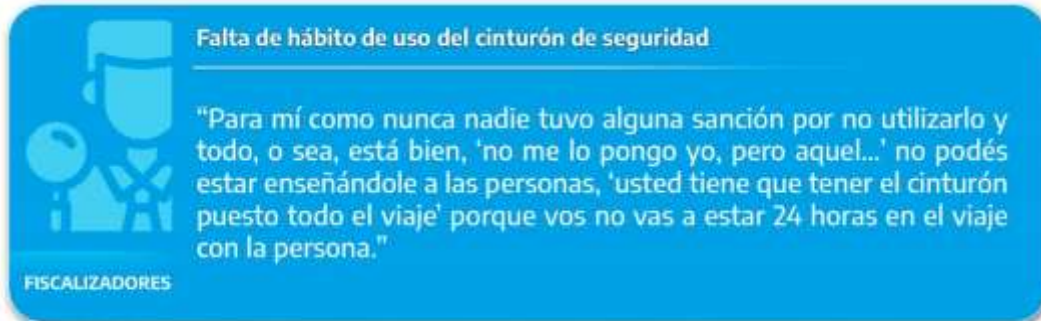 Falta de hábito de uso del cinturón de seguridad
“Para mí como nunca nadie tuvo alguna sanción por no utilizarlo y
todo, o sea, está bien, ‘no me lo pongo yo, pero aquel...’ no podés
estar enseñándole a las personas, ‘usted tiene que tener el cinturón
puesto todo el viaje’ porque vos no vas a estar 24 horas en el viaje
con la persona.”
FISCALIZADORES